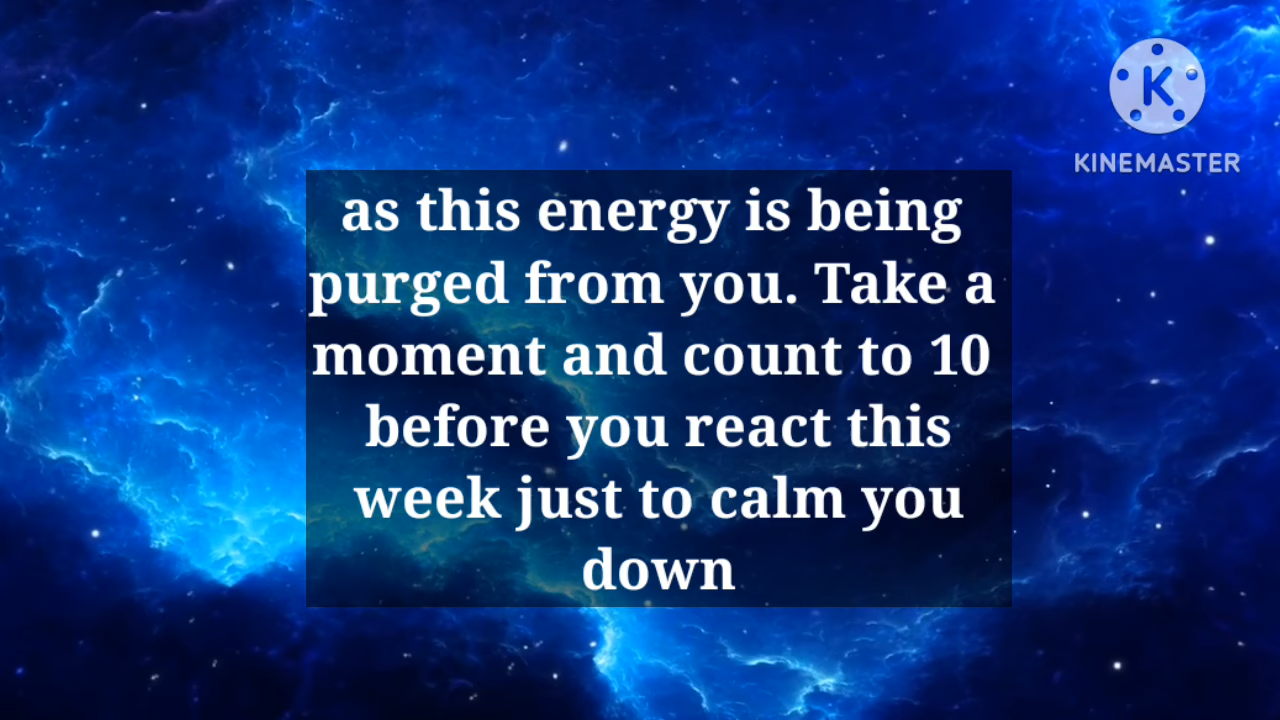 K
KINEMASTER
as this energy is being
purged from you. Take a
moment and count to 10
before you react this
week just to calm you
down